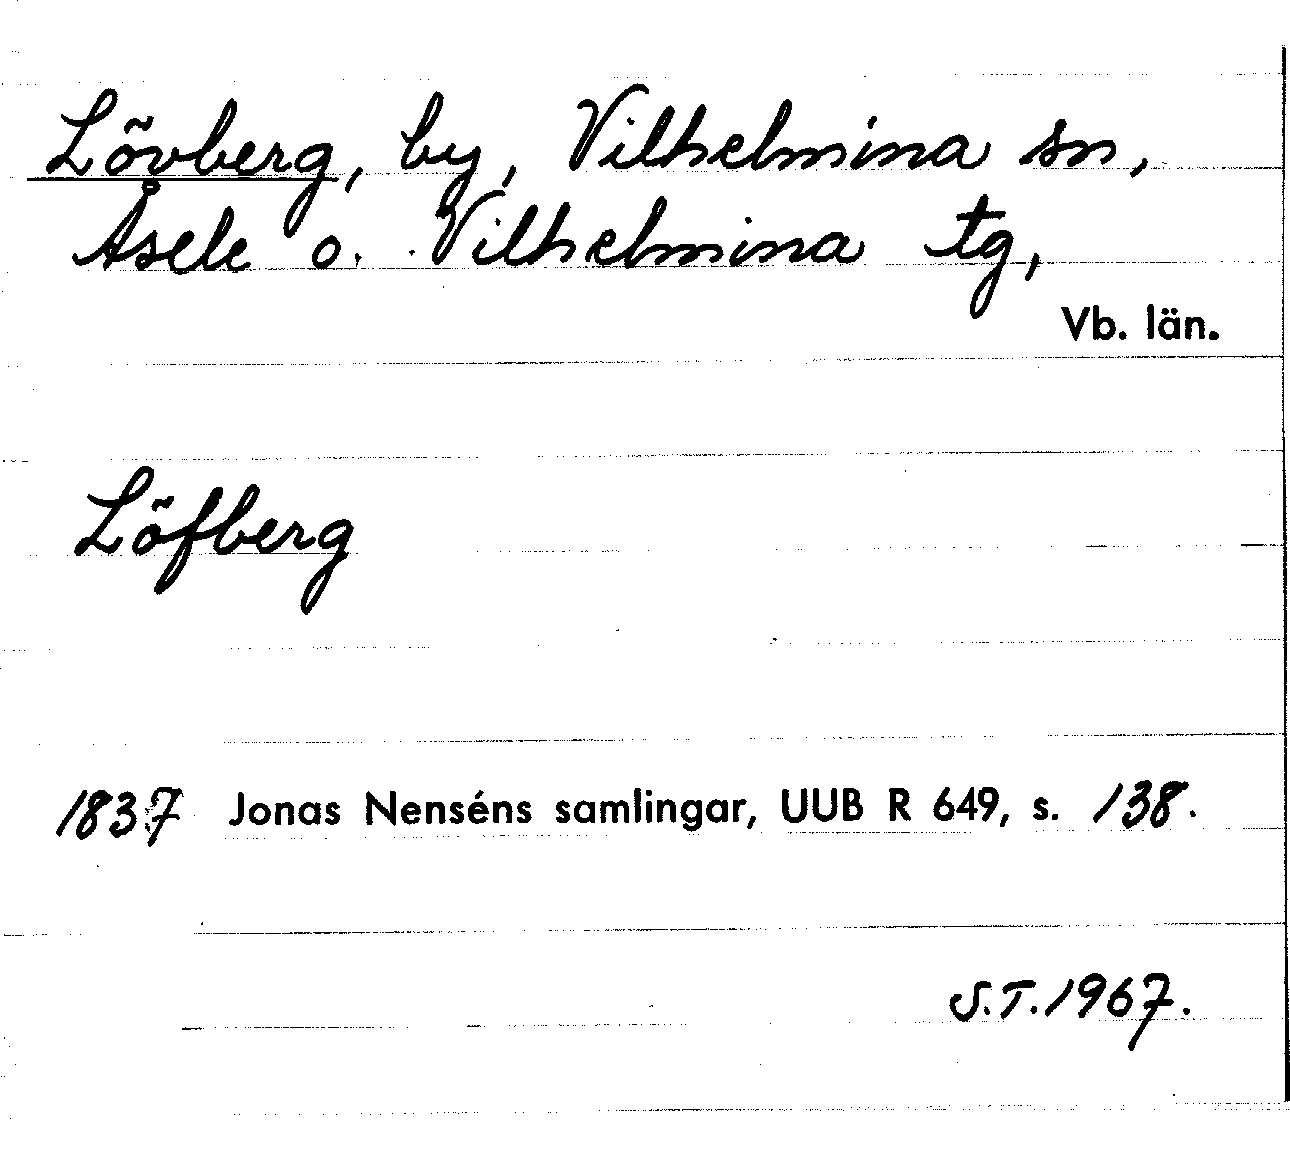 Lövberg, by, Vilhelmina sn,
Åsele o. Vilhelmina tg,
Vb. län.
Löfberg
1837 Jonas Nenséns samlingar, UUB R 649, s. 138.
S.T. 1967.